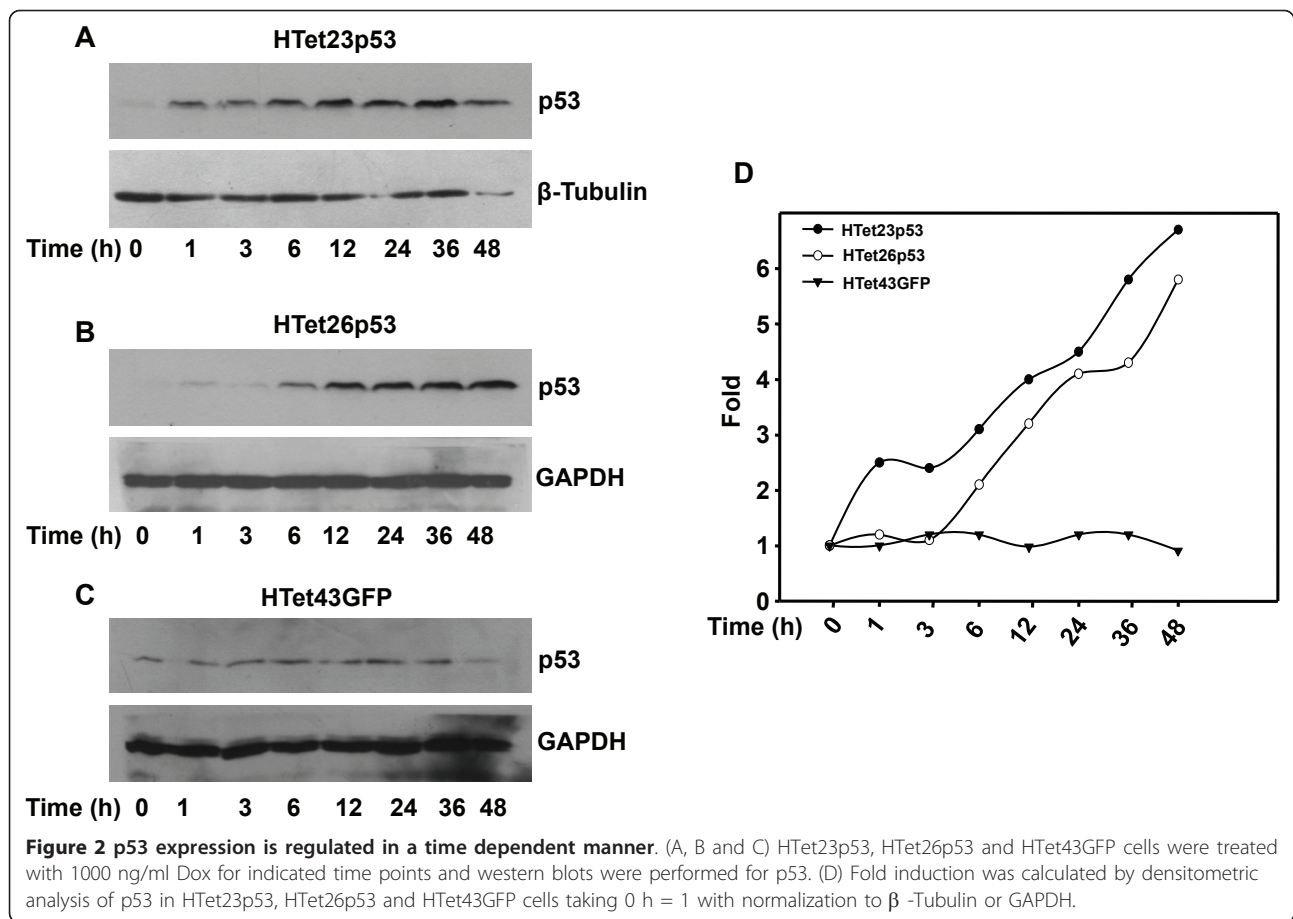 A
HTet23p53
p53
β-Tubulin
Time (h) 0 1 3 6 12 24 36 48
B
HTet26p53
p53
GAPDH
Time (h) 0 1 3 6 12 24 36 48
C
HTet43GFP
p53
GAPDH
Time (h) 0 1 3 6 12 24 36 48
D
HTet23p53
HTet26p53
HTet43GFP
Fold
6
5
4
3
2
1
0
Time (h) 0 1 3 6 12 24 36 48
Figure 2 p53 expression is regulated in a time dependent manner. (A, B and C) HTet23p53, HTet26p53 and HTet43GFP cells were treated
with 1000 ng/ml Dox for indicated time points and western blots were performed for p53. (D) Fold induction was calculated by densitometric
analysis of p53 in HTet23p53, HTet26p53 and HTet43GFP cells taking 0 h = 1 with normalization to β -Tubulin or GAPDH.